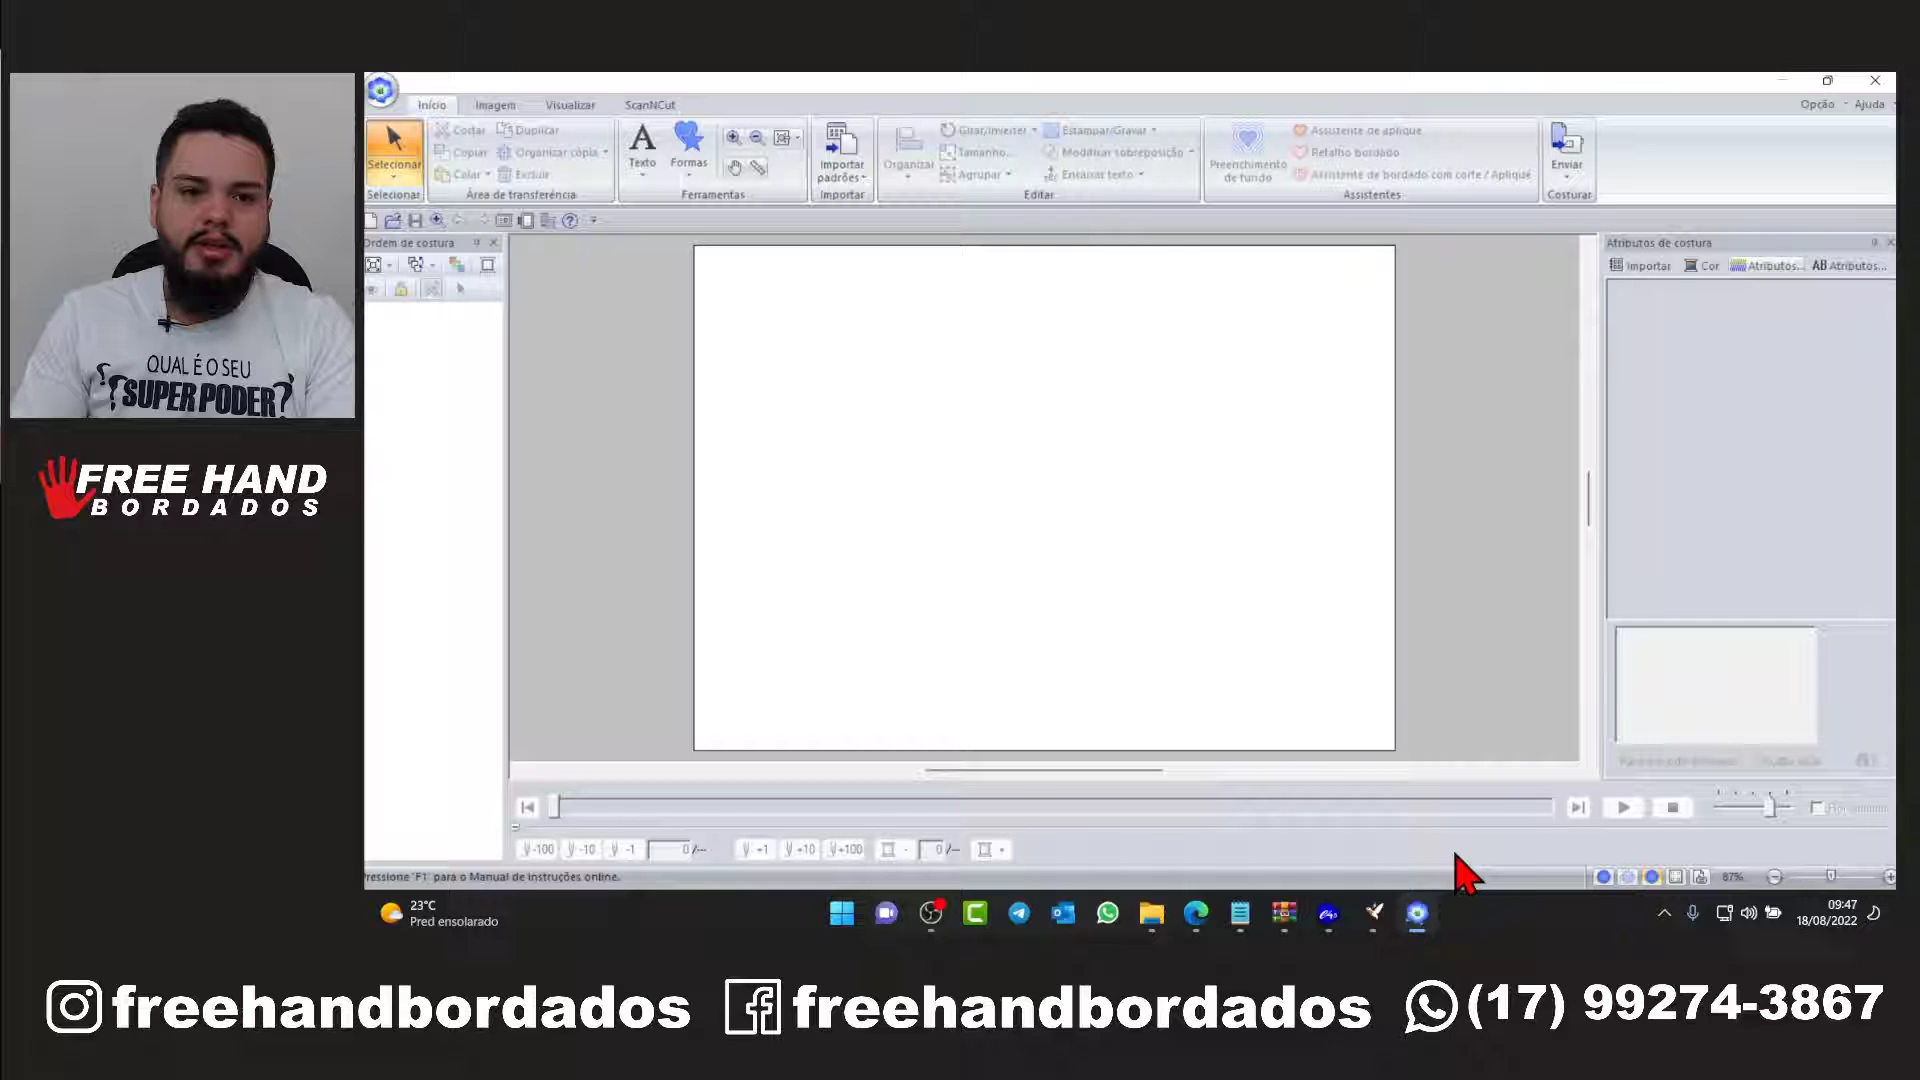 Início Imagem Visualizar ScanNCut
Opção Ajuda
Selecionar
Selecionar
Cortar Duplicar
Copiar Organizar cópia
Colar Excluir
Área de transferência
Texto Formas
Ferramentas
Importar
padrões
Importar
Organizar
Girar/Inverter Estampar/Gravar
Tamanho... Modificar sobreposição
Agrupar Encaixar texto
Editar
Preenchimento
de fundo
Assistente de aplique
Retalho bordado
Assistente de bordado com corte / Aplique
Assistentes
Enviar
Costurar
Ordem de costura
Atributos de costura
Importar Cor Atributos... AB Atributos...
QUAL É O SEU
?SUPER PODER?
FREE HAND
BORDADOS
-100 -10 -1 0 /-- +1 +10 +100 0 /--
Pressione 'F1' para o Manual de instruções online.
87%
23°C
Pred ensolarado
09:47
18/08/2022
freehandbordados freehandbordados (17) 99274-3867